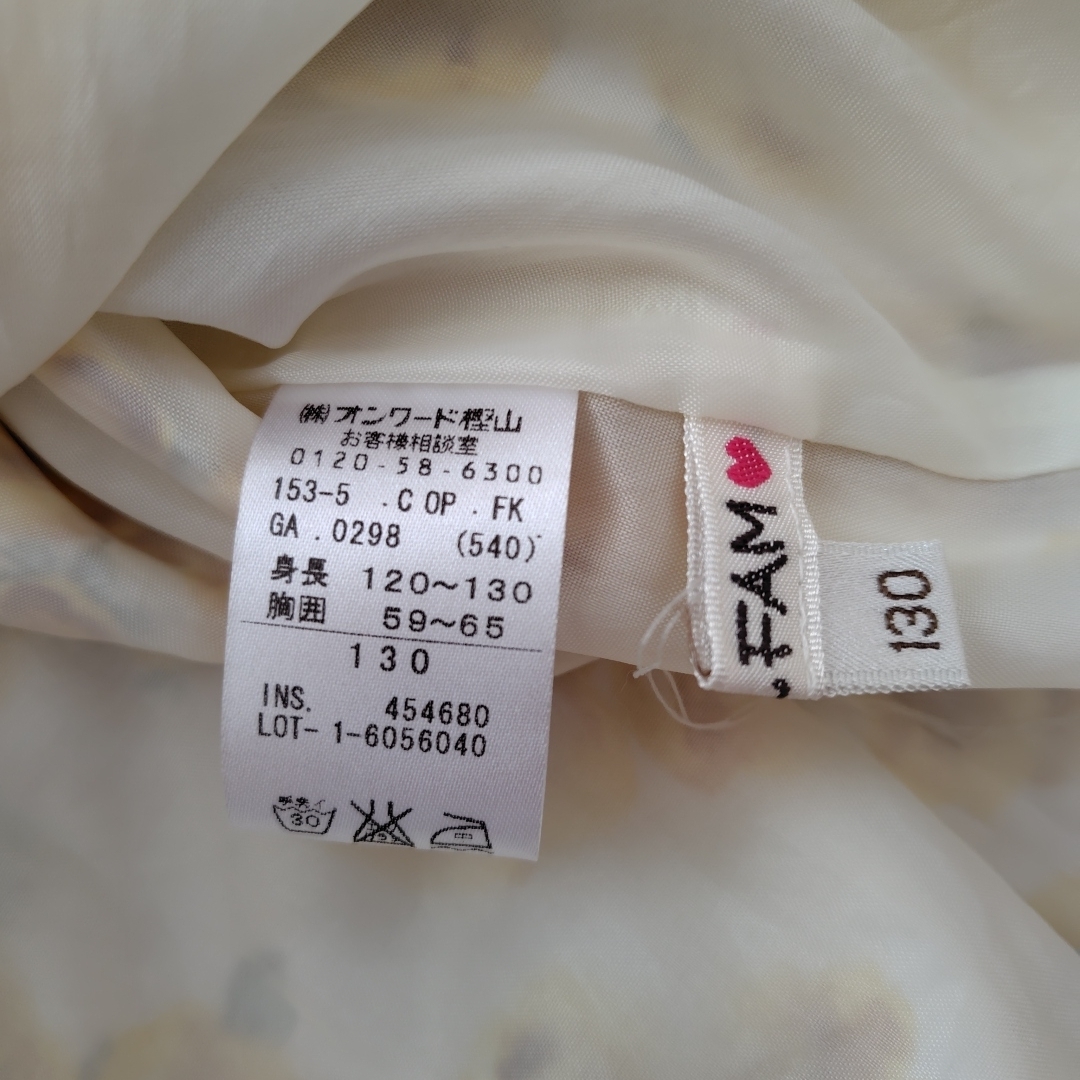 ㈱オンワード樫山
お客様相談室
0120-58-6300
153-5 .C OP . FK
GA .0298 (540)
身長 120～130
胸囲 59～65
130
INS. 454680
LOT- 1-6056040
30
. FAM
130